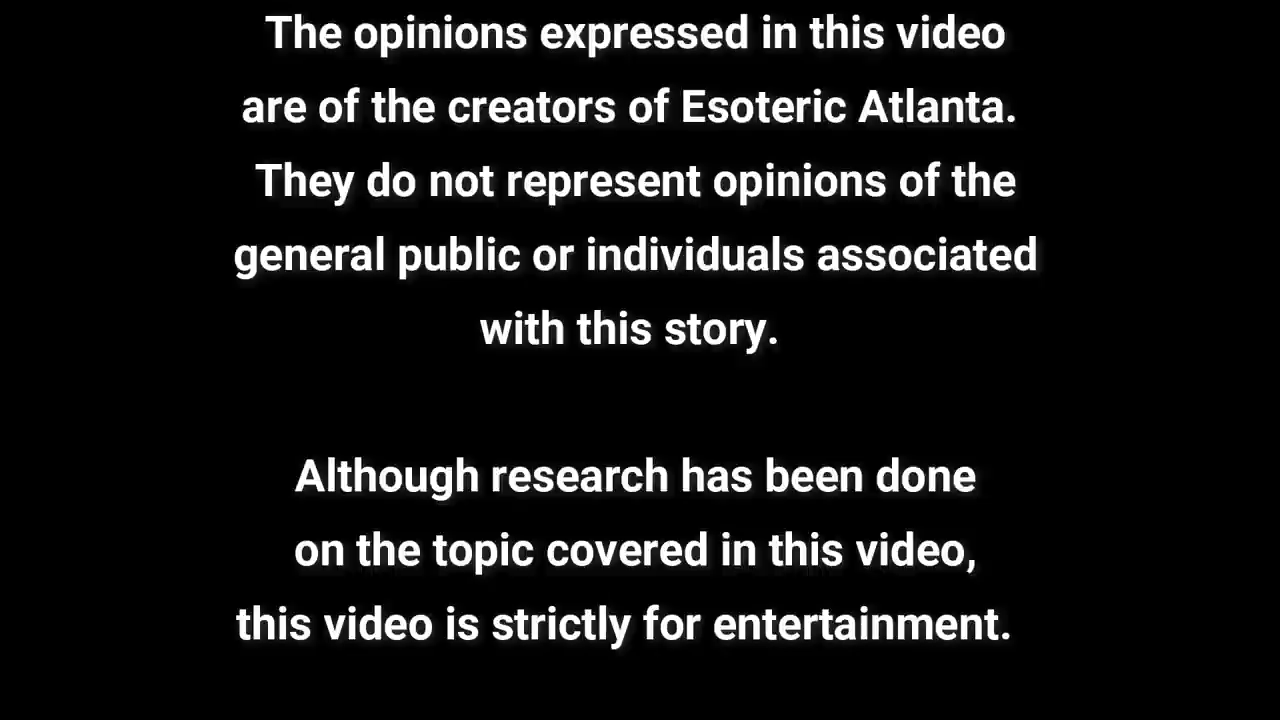 The opinions expressed in this video
are of the creators of Esoteric Atlanta.
They do not represent opinions of the
general public or individuals associated
with this story.
Although research has been done
on the topic covered in this video,
this video is strictly for entertainment.